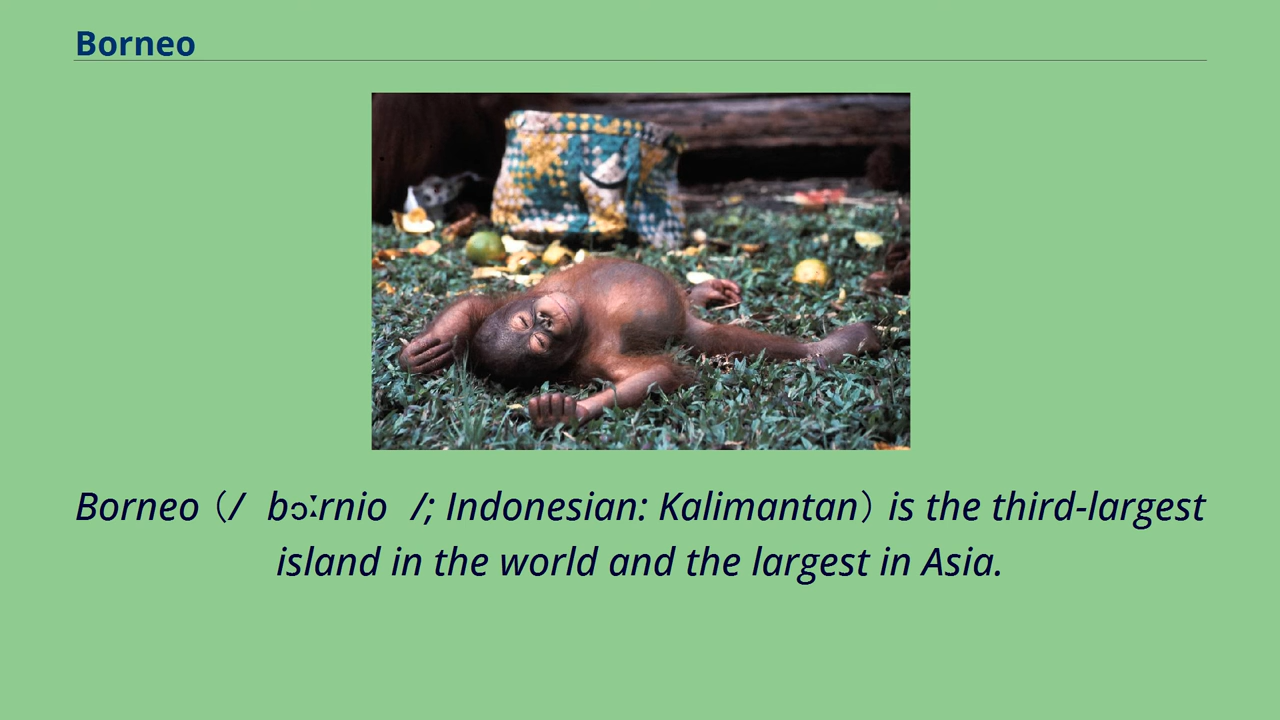 Borneo
Borneo（/ bɔːrnio /; Indonesian: Kalimantan）is the third-largest
island in the world and the largest in Asia.